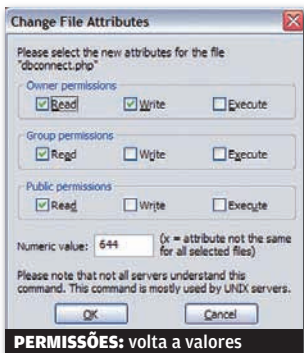 Change File Attributes
Please select the new attributes for the file
"dbconnect.php"
Owner permissions
Read Write Execute
Group permissions
Read Write Execute
Public permissions
Read Write Execute
Numeric value: 644 (x = attribute not the same
for all selected files)
Please note that not all servers understand this
command. This command is mostly used by UNIX servers.
OK Cancel
PERMISSÕES: volta a valores